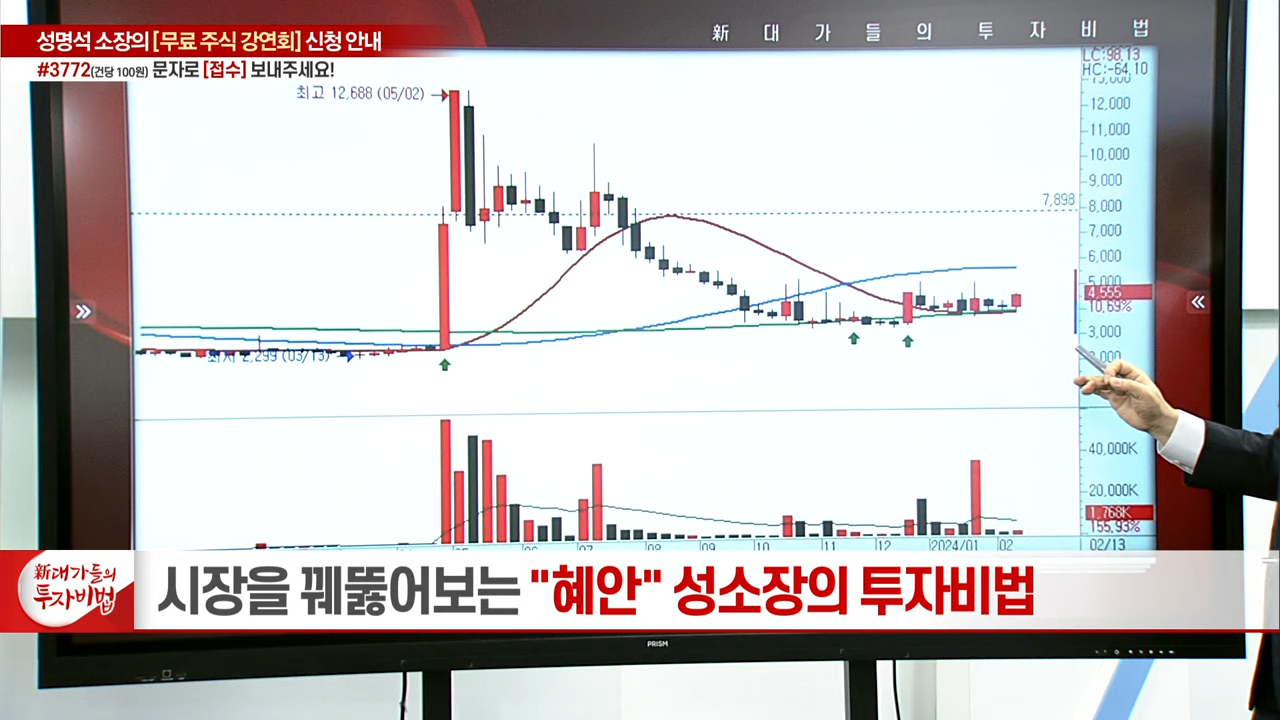 新 대 가 들 의 투 자 비 법
성명석 소장의 [무료 주식 강연회] 신청 안내
#3772(건당 100원) 문자로 [접수] 보내주세요!
LC:98.13
HC:-64.10
최고 12,688 (05/02)
13,000
12,000
11,000
10,000
9,000
7,898
8,000
7,000
6,000
5,000
4,555
10,69%
3,000
2,000
최저 2,299 (03/13)
40,000K
20,000K
1,768K
155,93%
05 06 07 08 09 10 11 12 2024/01 02 02/13
新대가들의
투자비법
시장을 꿰뚫어보는 "혜안" 성소장의 투자비법
PRISM